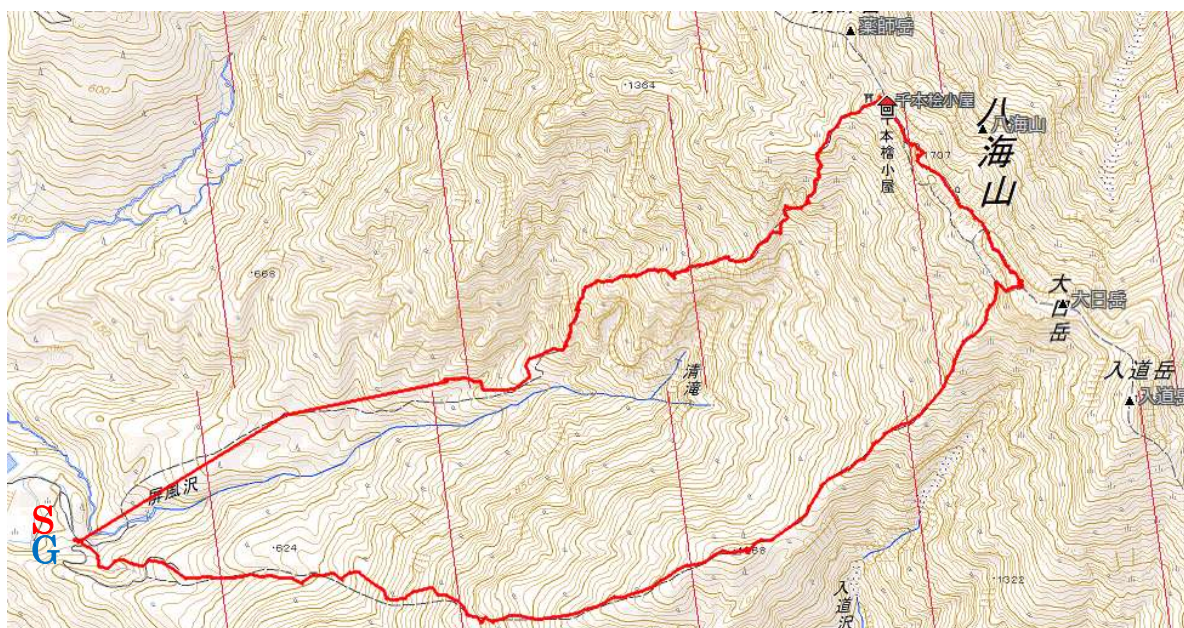 薬師岳
千本桧小屋
千本檜小屋
八海山
八海山
・1364
・1707
600
400
・668
大日岳
大日岳
入道岳
入道岳
清滝
屏風沢
S
G
・624
・1322
入道沢